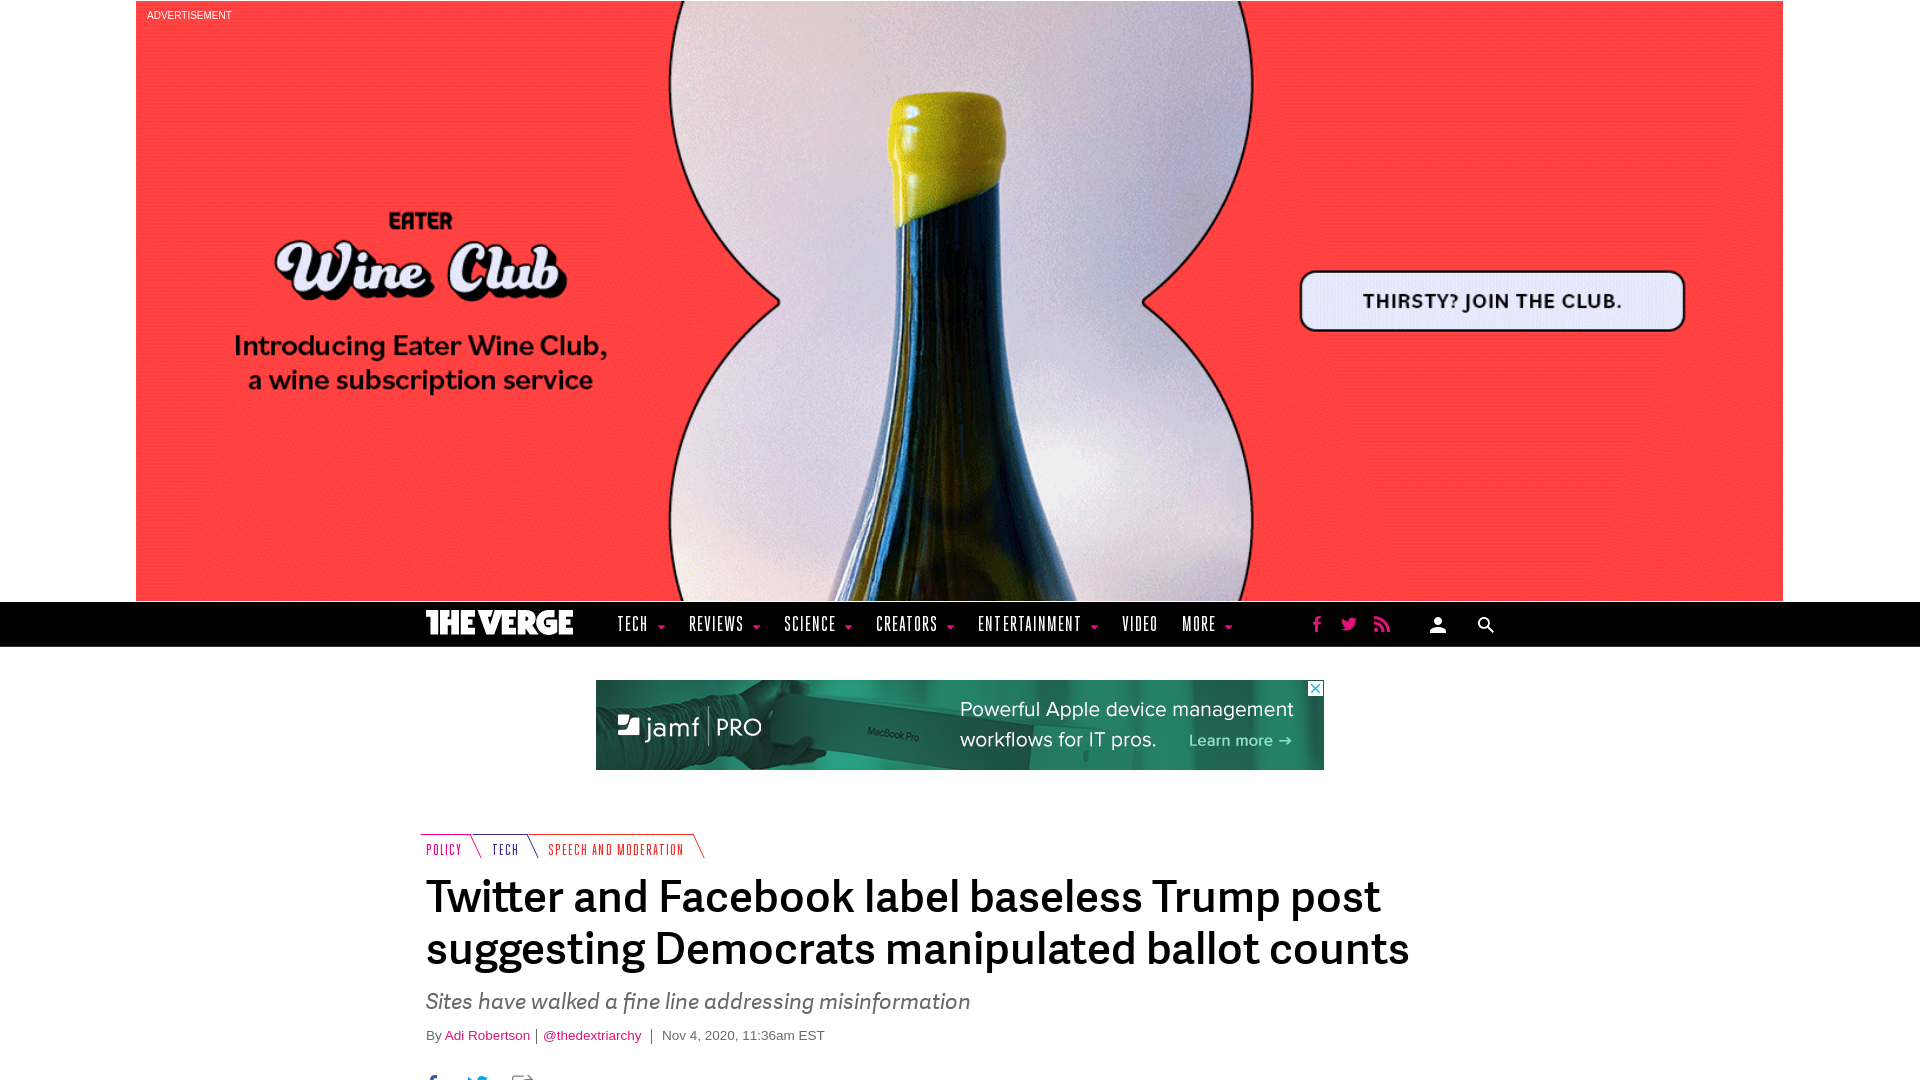 ADVERTISEMENT
EATER
Wine Club
Introducing Eater Wine Club,
a wine subscription service
THIRSTY? JOIN THE CLUB.
THE VERGE
TECH
REVIEWS
SCIENCE
CREATORS
ENTERTAINMENT
VIDEO
MORE
jamf | PRO
MacBook Pro
Powerful Apple device management
workflows for IT pros. Learn more →
POLICY
TECH
SPEECH AND MODERATION
Twitter and Facebook label baseless Trump post
suggesting Democrats manipulated ballot counts
Sites have walked a fine line addressing misinformation
By Adi Robertson | @thedextriarchy | Nov 4, 2020, 11:36am EST